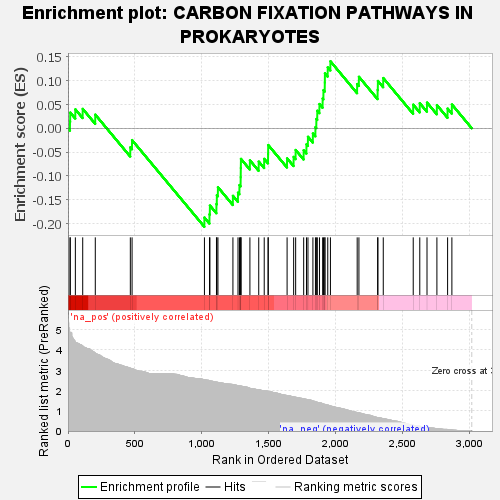 Enrichment plot: CARBON FIXATION PATHWAYS IN
PROKARYOTES
Enrichment score (ES)
0.15
0.10
0.05
0.00
-0.05
-0.10
-0.15
-0.20
'na_pos' (positively correlated)
Ranked list metric (PreRanked)
5
4
3
2
1
0
Zero cross at 3
'na_neg' (negatively correlated)
0
500
1,000
1,500
2,000
2,500
3,000
Rank in Ordered Dataset
Enrichment profile
Hits
Ranking metric scores